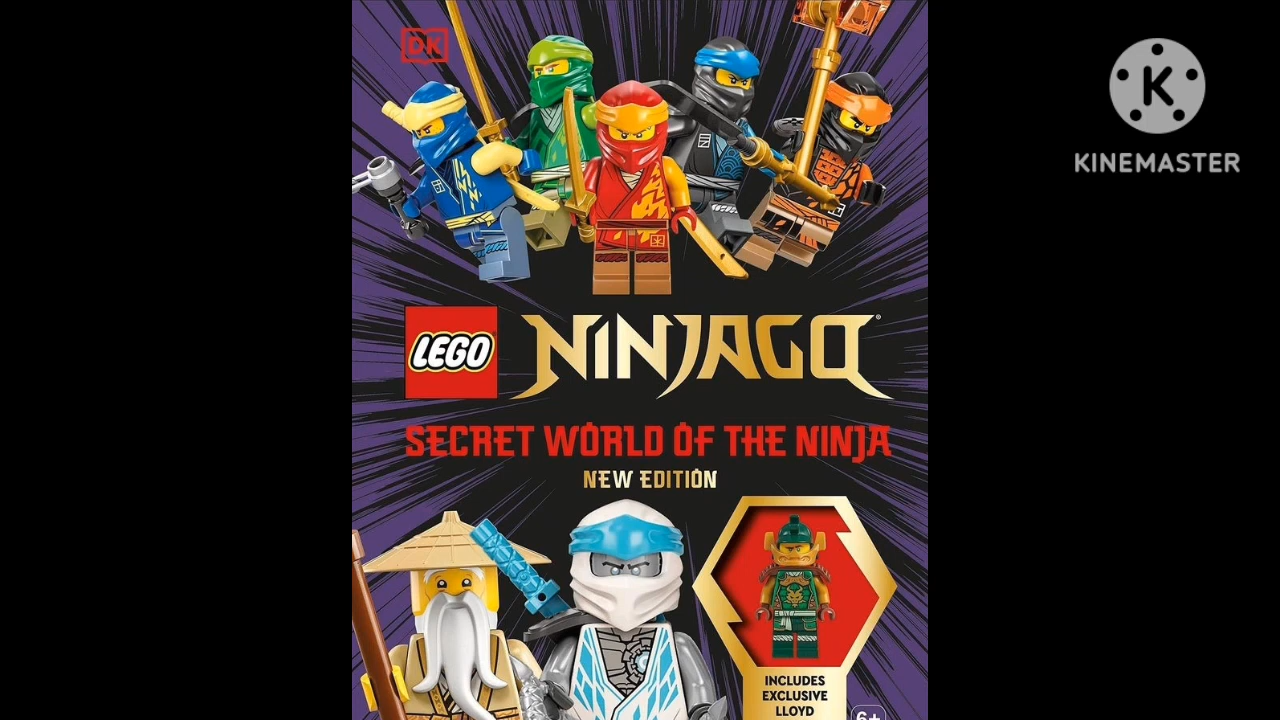 DK
K
KINEMASTER
LEGO NINJAGO®
SECRET WORLD OF THE NINJA
NEW EDITION
INCLUDES
EXCLUSIVE
LLOYD
6+